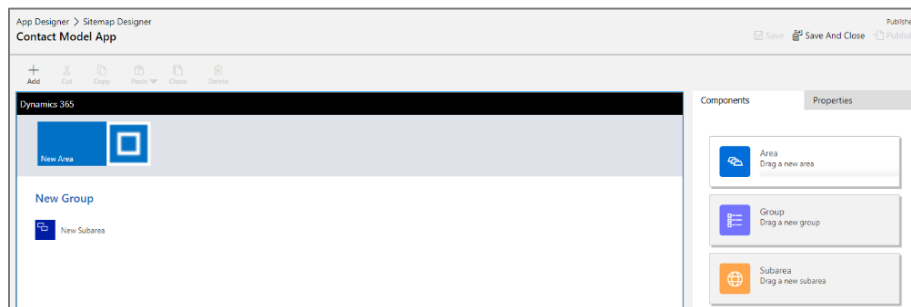 App Designer > Sitemap Designer
Published
Contact Model App
Save
Save And Close
Publish
Add
Cut
Copy
Paste
Clone
Delete
Dynamics 365
Components
Properties
New Area
Area
Drag a new area
New Group
Group
Drag a new group
New Subarea
Subarea
Drag a new subarea